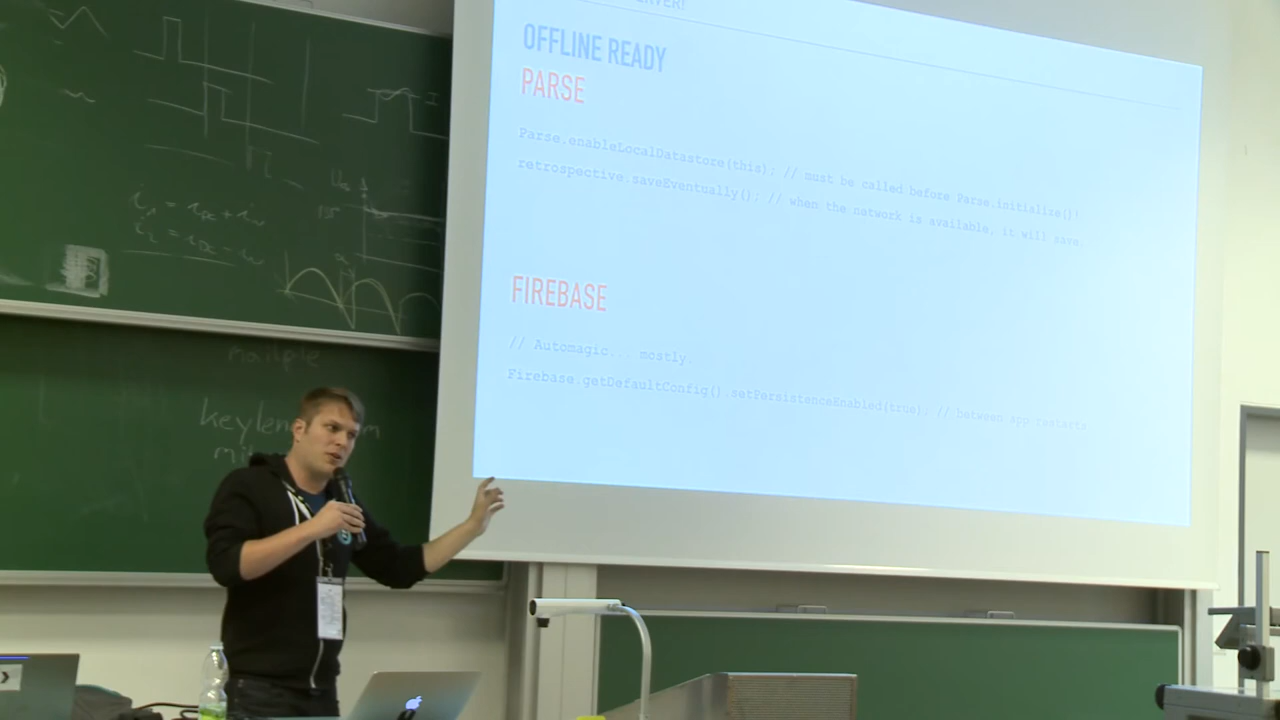 OFFLINE READY
PARSE
Parse.enableLocalDatastore(this); // must be called before Parse.initialize()!
retrospective.saveEventually(); // when the network is available, it will save
FIREBASE
// Automagic... mostly.
Firebase.getDefaultConfig().setPersistenceEnabled(true); // between app restarts